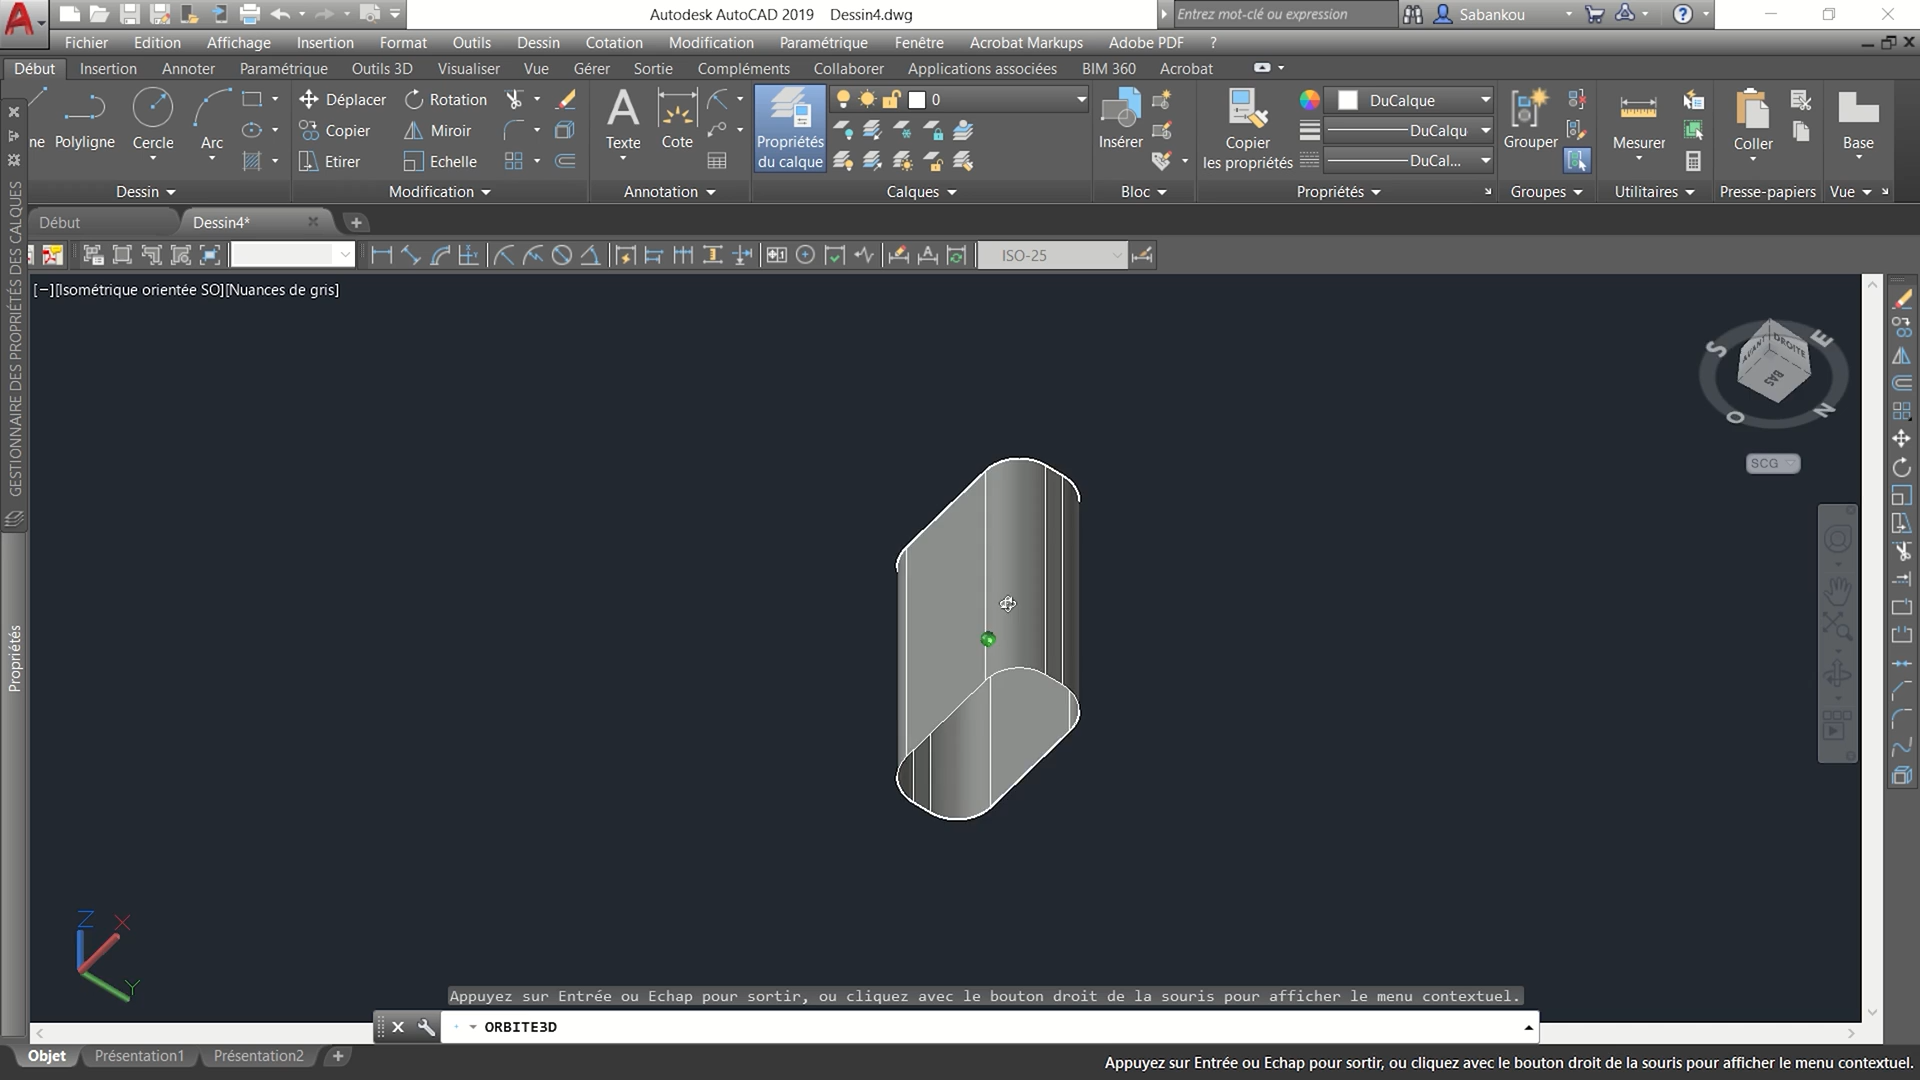 Autodesk AutoCAD 2019 Dessin4.dwg
Entrez mot-clé ou expression
Sabankou
Fichier Edition Affichage Insertion Format Outils Dessin Cotation Modification Paramétrique Fenêtre Acrobat Markups Adobe PDF ?
Début Insertion Annoter Paramétrique Outils 3D Visualiser Vue Gérer Sortie Compléments Collaborer Applications associées BIM 360 Acrobat
Déplacer Rotation
0
DuCalque
ne Polyligne Cercle Arc
Copier Miroir
Texte Cote
Propriétés
du calque
Insérer
Copier
les propriétés
DuCalqu
Grouper Mesurer Coller Base
Etirer Echelle
DuCal...
Dessin Modification Annotation Calques Bloc Propriétés Groupes Utilitaires Presse-papiers Vue
Début Dessin4*
ISO-25
GESTIONNAIRE DES PROPRIÉTÉS DES CALQUES
Propriétés
[−][Isométrique orientée SO][Nuances de gris]
S E
AVANT DROITE
BAS
O N
SCG
Z X
Y
Appuyez sur Entrée ou Echap pour sortir, ou cliquez avec le bouton droit de la souris pour afficher le menu contextuel.
ORBITE3D
Objet Présentation1 Présentation2
Appuyez sur Entrée ou Echap pour sortir, ou cliquez avec le bouton droit de la souris pour afficher le menu contextuel.